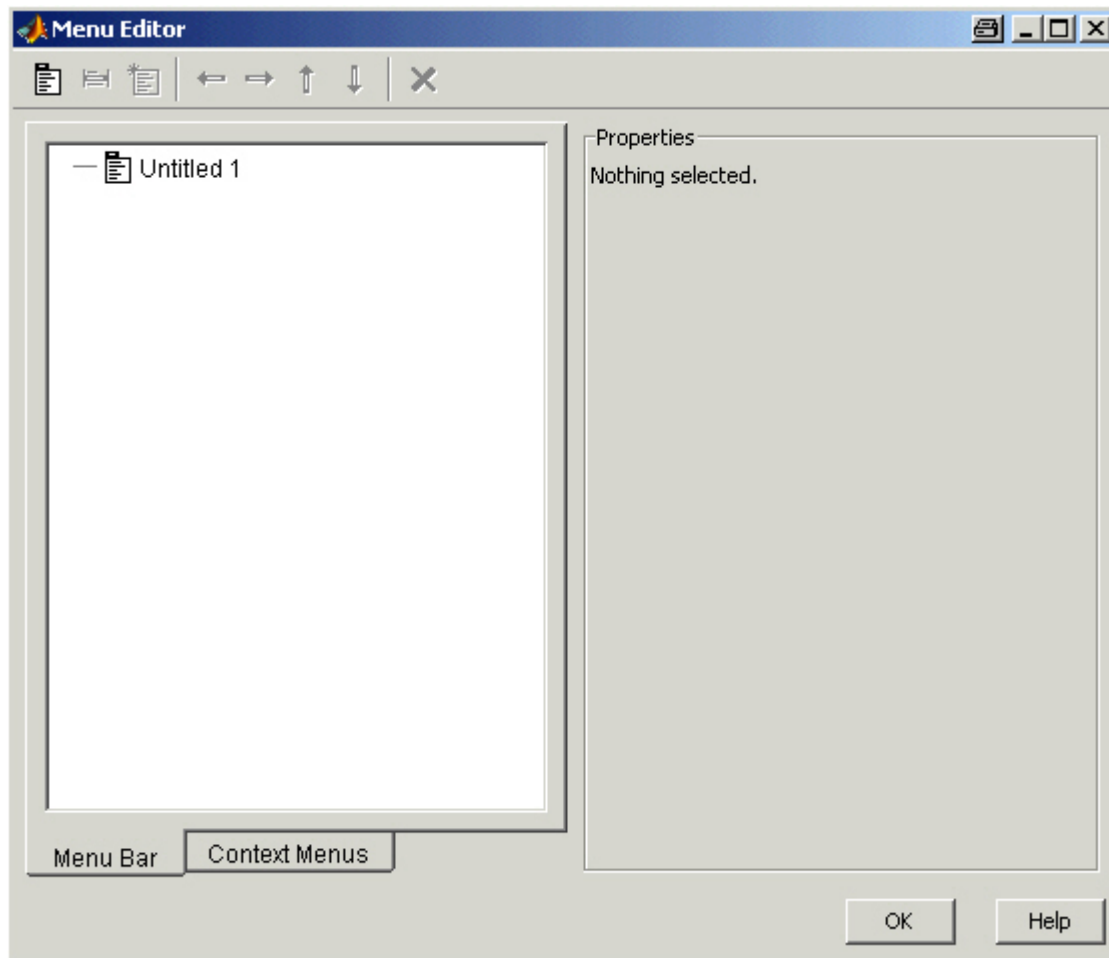 Menu Editor
Untitled 1
Properties
Nothing selected.
Menu Bar
Context Menus
OK
Help